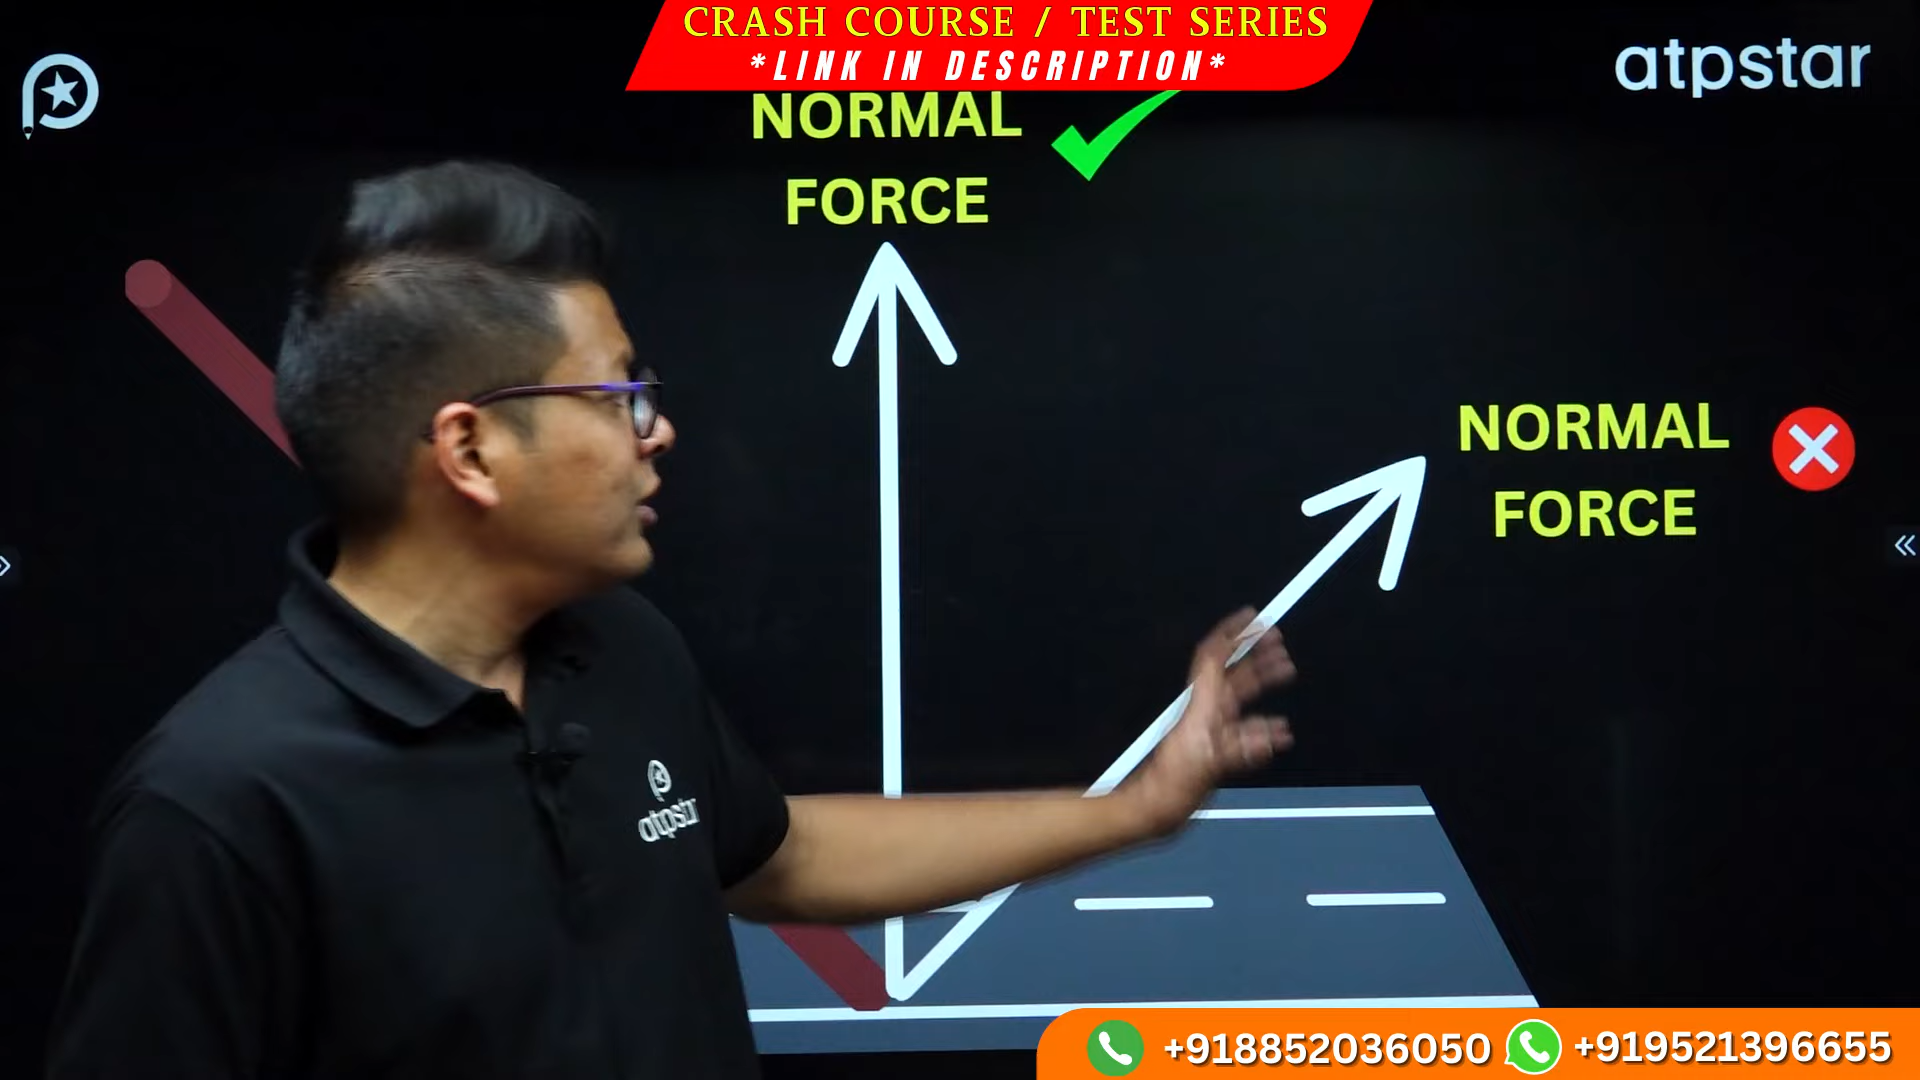 CRASH COURSE / TEST SERIES
*LINK IN DESCRIPTION*
atpstar
NORMAL
FORCE
NORMAL
FORCE
atpstar
+918852036050
+919521396655